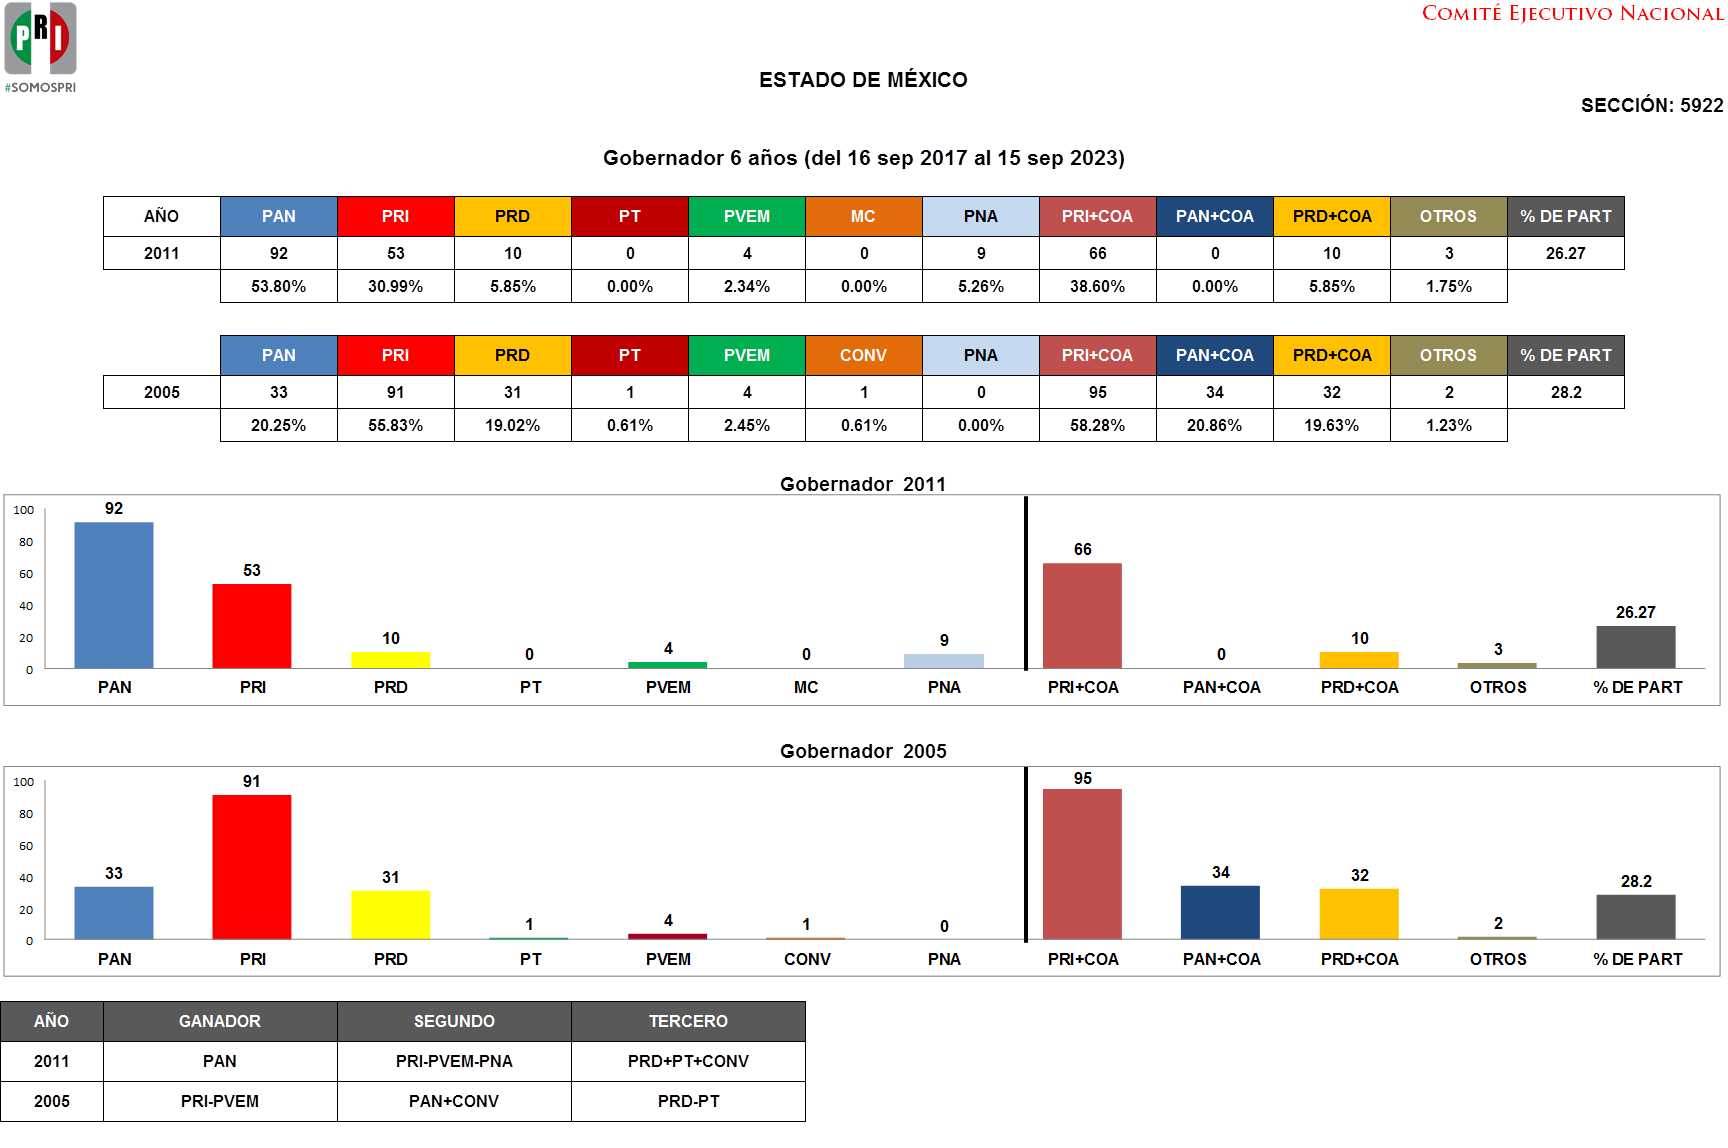 PRI
#SOMOSPRI
COMITÉ EJECUTIVO NACIONAL
ESTADO DE MÉXICO
SECCIÓN: 5922
Gobernador 6 años (del 16 sep 2017 al 15 sep 2023)
AÑO PAN PRI PRD PT PVEM MC PNA PRI+COA PAN+COA PRD+COA OTROS % DE PART
2011 92 53 10 0 4 0 9 66 0 10 3 26.27
53.80% 30.99% 5.85% 0.00% 2.34% 0.00% 5.26% 38.60% 0.00% 5.85% 1.75%
PAN PRI PRD PT PVEM CONV PNA PRI+COA PAN+COA PRD+COA OTROS % DE PART
2005 33 91 31 1 4 1 0 95 34 32 2 28.2
20.25% 55.83% 19.02% 0.61% 2.45% 0.61% 0.00% 58.28% 20.86% 19.63% 1.23%
Gobernador 2011
100
80
60
40
20
0
92 53 10 0 4 0 9 66 0 10 3 26.27
PAN PRI PRD PT PVEM MC PNA PRI+COA PAN+COA PRD+COA OTROS % DE PART
Gobernador 2005
100
80
60
40
20
0
33 91 31 1 4 1 0 95 34 32 2 28.2
PAN PRI PRD PT PVEM CONV PNA PRI+COA PAN+COA PRD+COA OTROS % DE PART
AÑO GANADOR SEGUNDO TERCERO
2011 PAN PRI-PVEM-PNA PRD+PT+CONV
2005 PRI-PVEM PAN+CONV PRD-PT